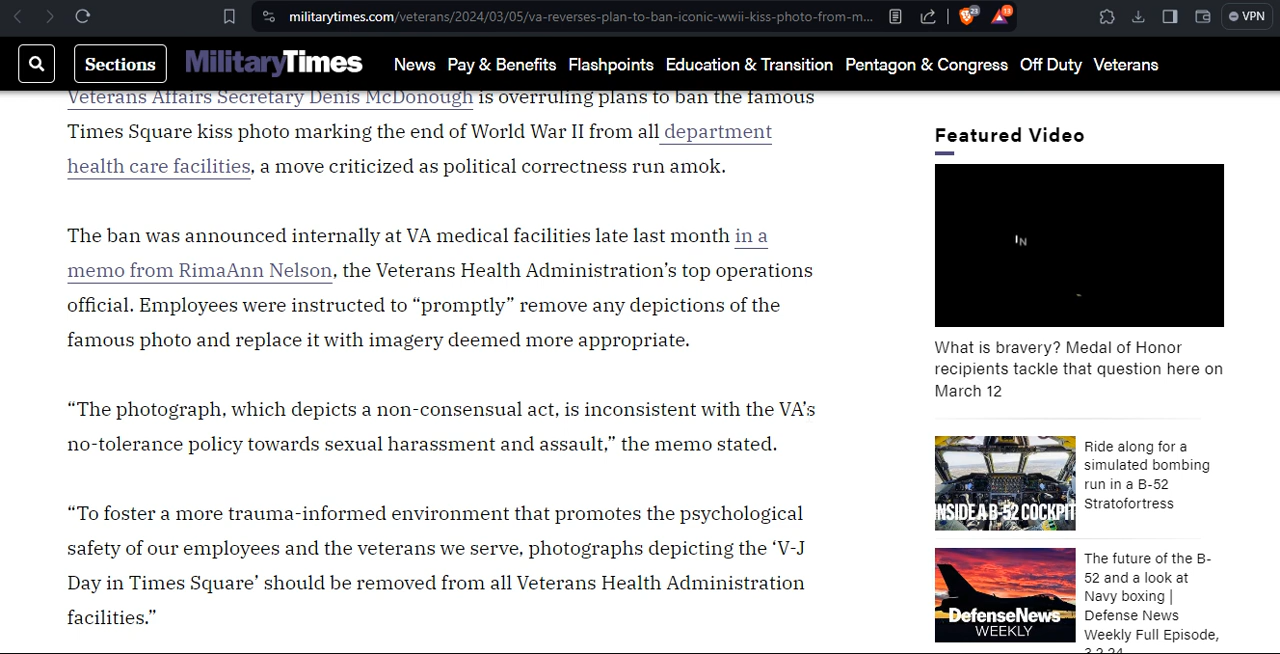 militarytimes.com/veterans/2024/03/05/va-reverses-plan-to-ban-iconic-wwii-kiss-photo-from-m...
VPN
Sections
MilitaryTimes
News Pay & Benefits Flashpoints Education & Transition Pentagon & Congress Off Duty Veterans
Veterans Affairs Secretary Denis McDonough is overruling plans to ban the famous
Times Square kiss photo marking the end of World War II from all department
health care facilities, a move criticized as political correctness run amok.
The ban was announced internally at VA medical facilities late last month in a
memo from RimaAnn Nelson, the Veterans Health Administration’s top operations
official. Employees were instructed to “promptly” remove any depictions of the
famous photo and replace it with imagery deemed more appropriate.
“The photograph, which depicts a non-consensual act, is inconsistent with the VA’s
no-tolerance policy towards sexual harassment and assault,” the memo stated.
“To foster a more trauma-informed environment that promotes the psychological
safety of our employees and the veterans we serve, photographs depicting the ‘V-J
Day in Times Square’ should be removed from all Veterans Health Administration
facilities.”
Featured Video
IN
What is bravery? Medal of Honor
recipients tackle that question here on
March 12
INSIDE A B-52 COCKPIT
Ride along for a
simulated bombing
run in a B-52
Stratofortress
DefenseNews
WEEKLY
The future of the B-
52 and a look at
Navy boxing |
Defense News
Weekly Full Episode,
3.2.24